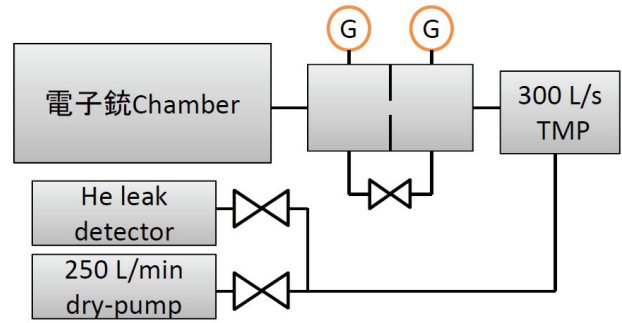 G G
電子銃Chamber
300 L/s
TMP
He leak
detector
250 L/min
dry-pump